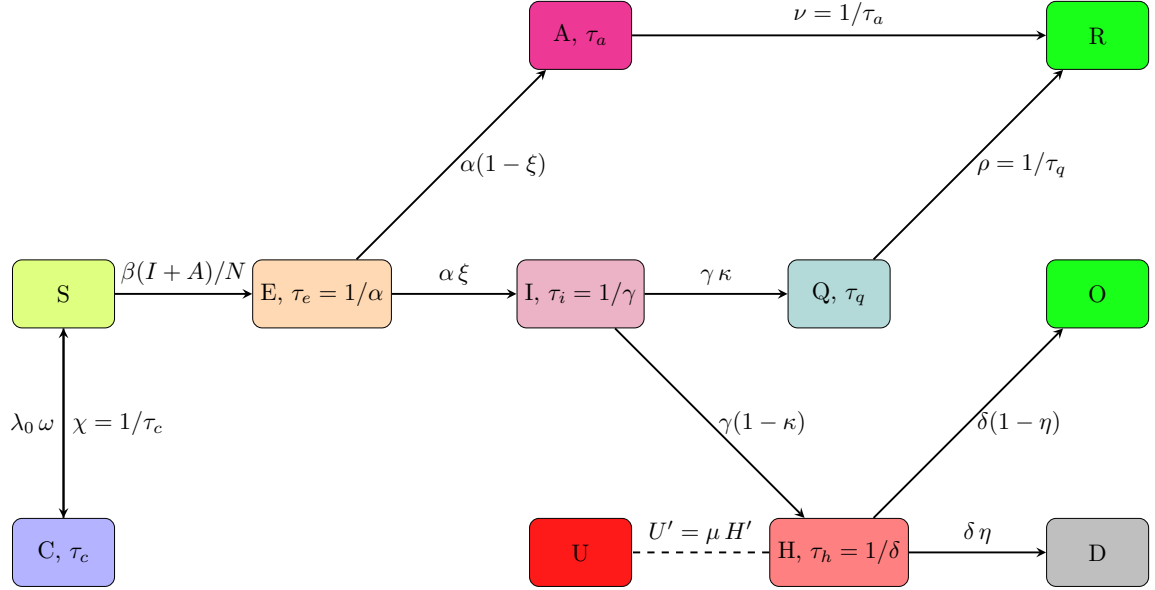 A, τ_a
ν = 1/τ_a
R
α(1 − ξ)
ρ = 1/τ_q
S
β(I + A)/N
E, τ_e = 1/α
α ξ
I, τ_i = 1/γ
γ κ
Q, τ_q
O
λ_0 ω
χ = 1/τ_c
γ(1 − κ)
δ(1 − η)
C, τ_c
U
U′ = μ H′
H, τ_h = 1/δ
δ η
D